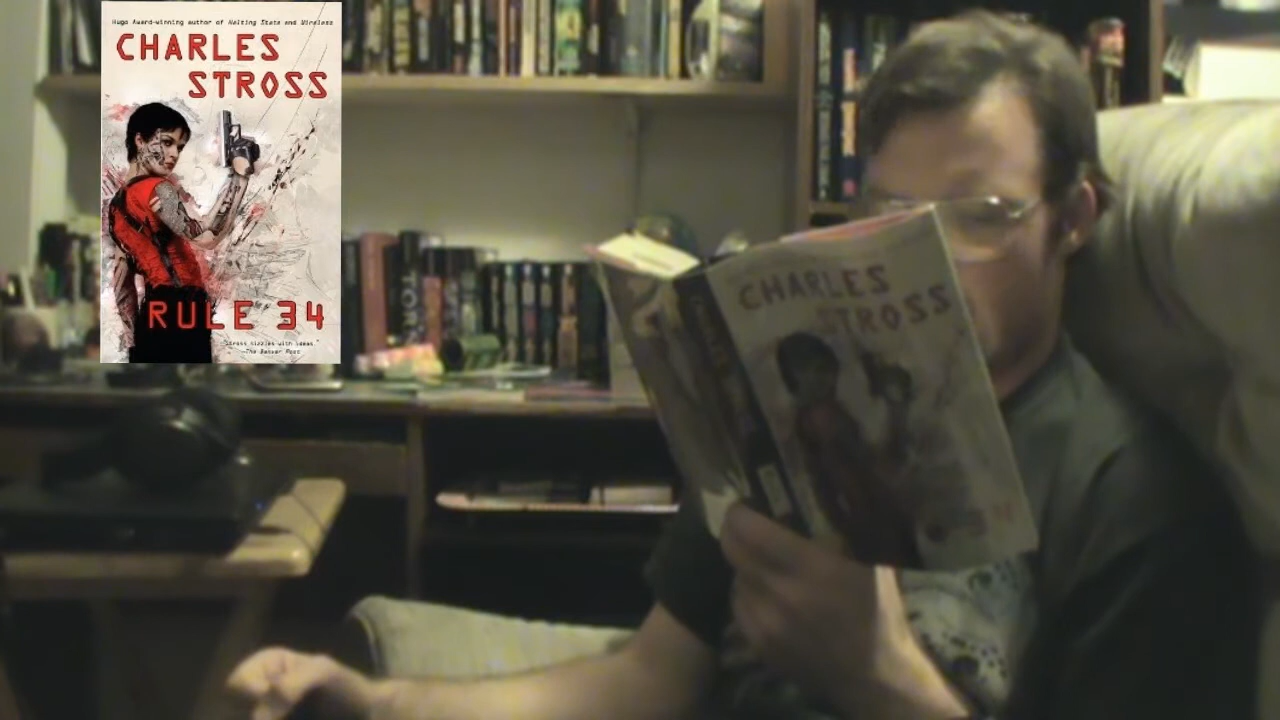 Hugo Award-winning author of Halting State and Wireless
CHARLES
STROSS
RULE 34
"Stross sizzles with ideas."
—The Denver Post
CHARLES
STROSS